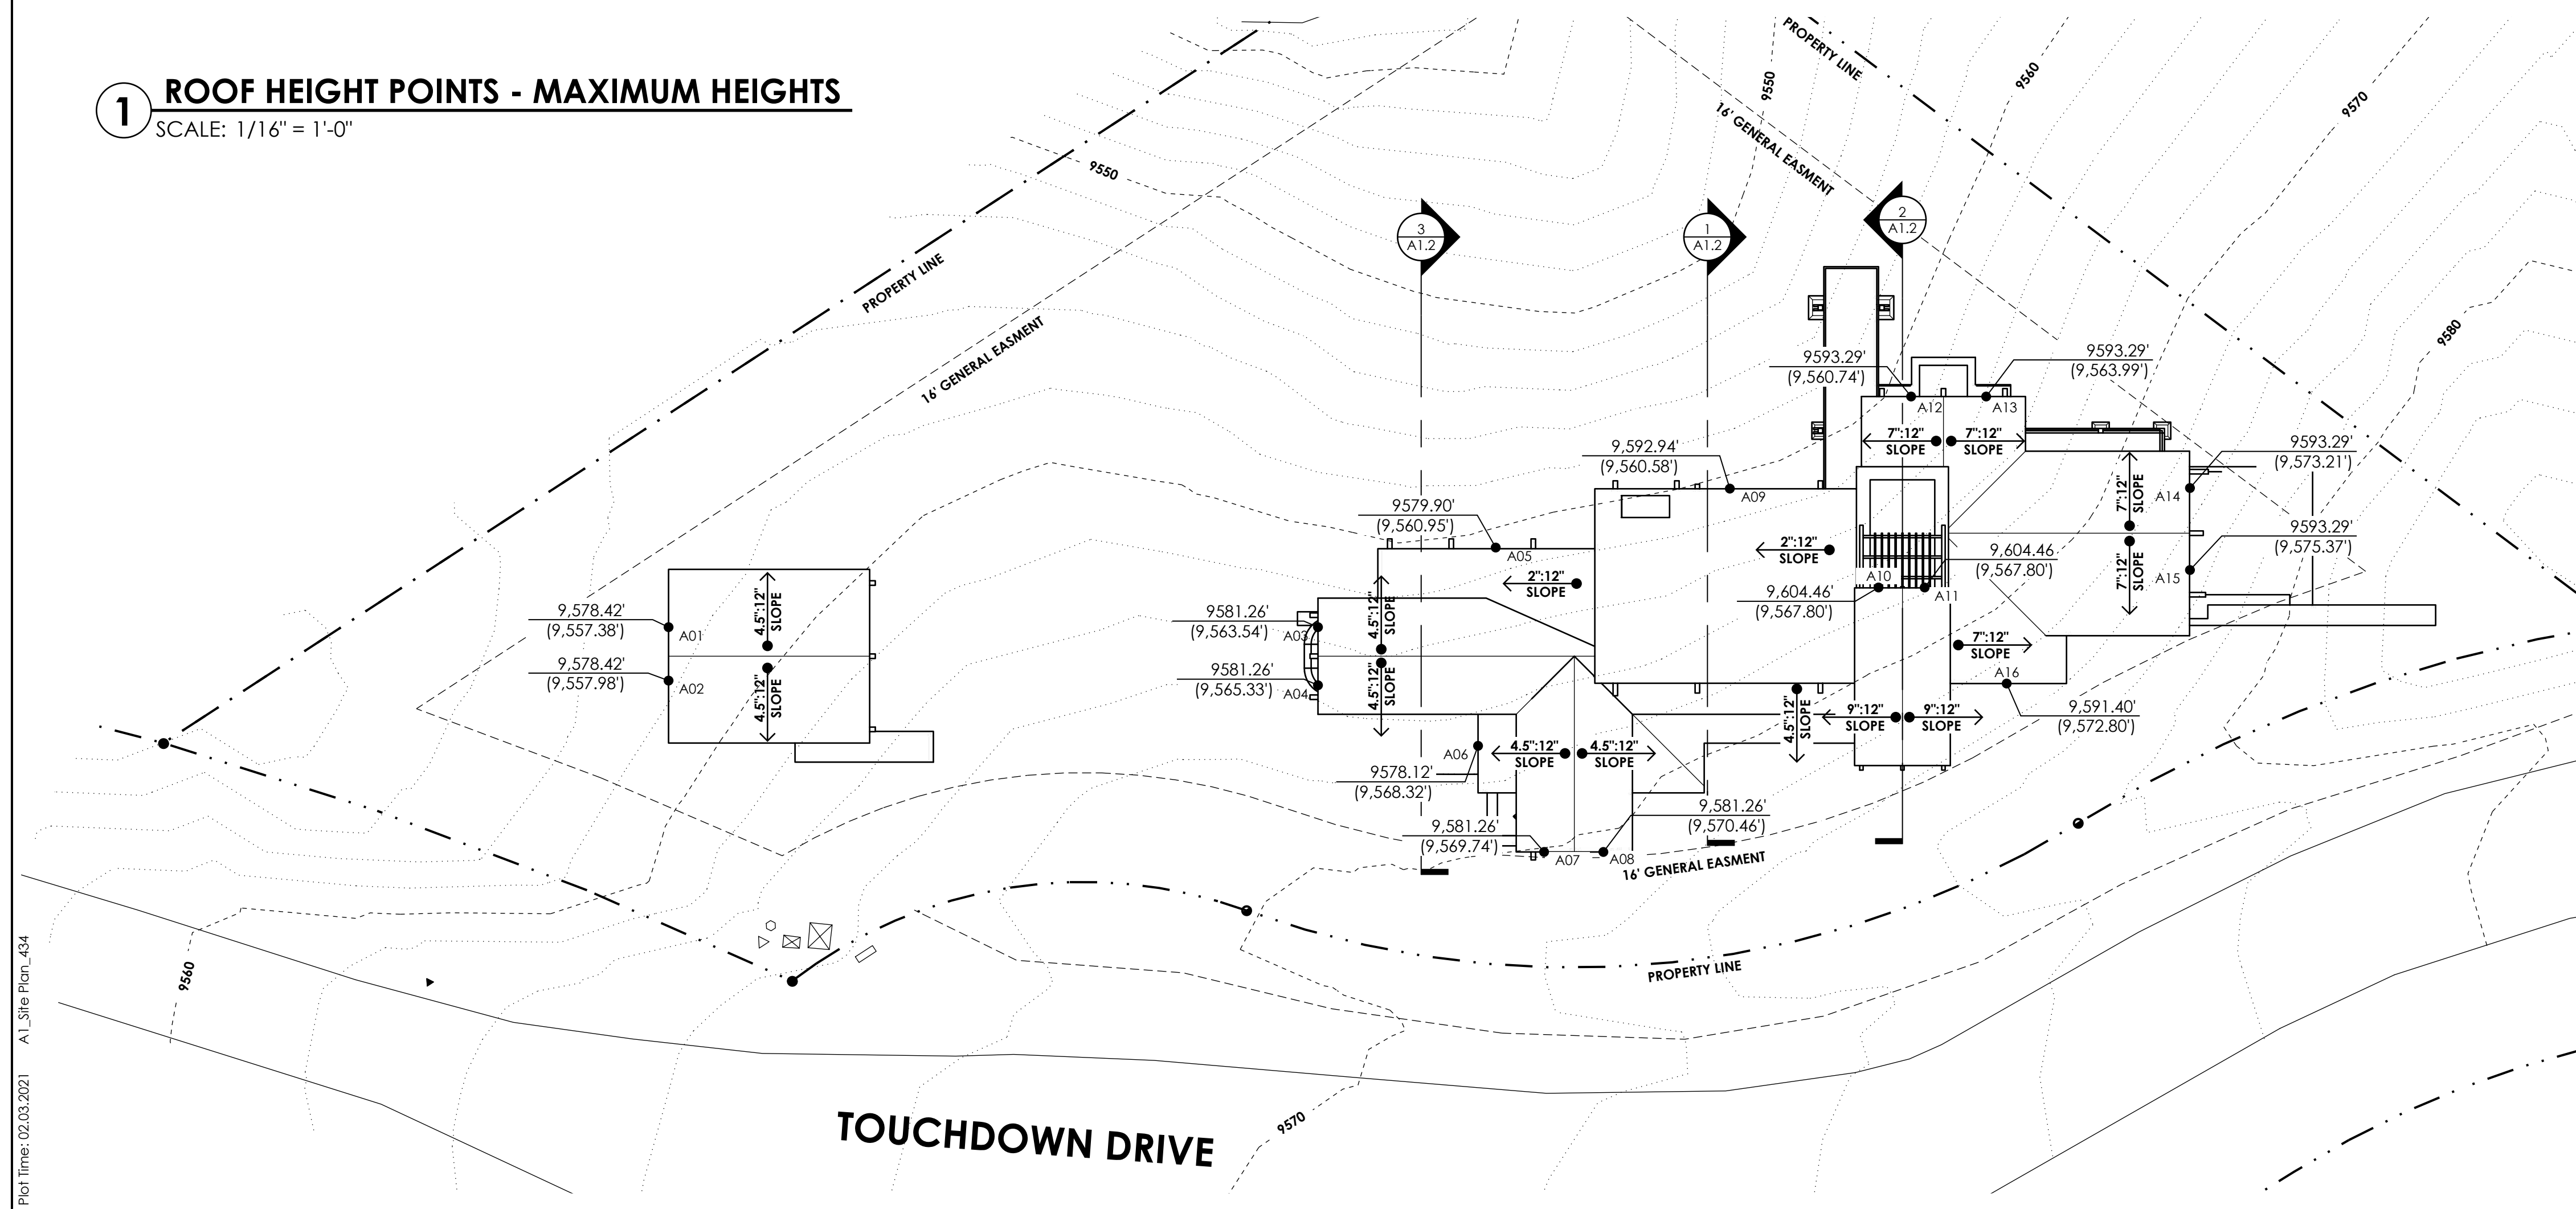 1
ROOF HEIGHT POINTS - MAXIMUM HEIGHTS
SCALE: 1/16" = 1'-0"
PROPERTY LINE
16' GENERAL EASMENT
9550
9550
9560
9570
9580
PROPERTY LINE
16' GENERAL EASMENT
3
A1.2
1
A1.2
2
A1.2
9593.29'
(9,560.74')
A12
9593.29'
(9,563.99')
A13
7":12"
SLOPE
7":12"
SLOPE
9,592.94'
(9,560.58')
A09
9593.29'
(9,573.21')
A14
7":12"
SLOPE
9579.90'
(9,560.95')
A05
2":12"
SLOPE
2":12"
SLOPE
9593.29'
(9,575.37')
A15
7":12"
SLOPE
9,604.46
(9,567.80')
A11
A10
9,604.46'
(9,567.80')
9,578.42'
(9,557.38')
A01
4.5":12"
SLOPE
9,578.42'
(9,557.98')
A02
4.5":12"
SLOPE
9581.26'
(9,563.54')
A03
4.5":12"
SLOPE
9581.26'
(9,565.33')
A04
4.5":12"
SLOPE
7":12"
SLOPE
A16
9,591.40'
(9,572.80')
9":12"
SLOPE
9":12"
SLOPE
4.5":12"
SLOPE
A06
9578.12'
(9,568.32')
4.5":12"
SLOPE
4.5":12"
SLOPE
9,581.26'
(9,569.74')
A07
9,581.26'
(9,570.46')
A08
16' GENERAL EASMENT
PROPERTY LINE
9560
9570
TOUCHDOWN DRIVE
Plot Time: 02.03.2021 A1_Site Plan_434